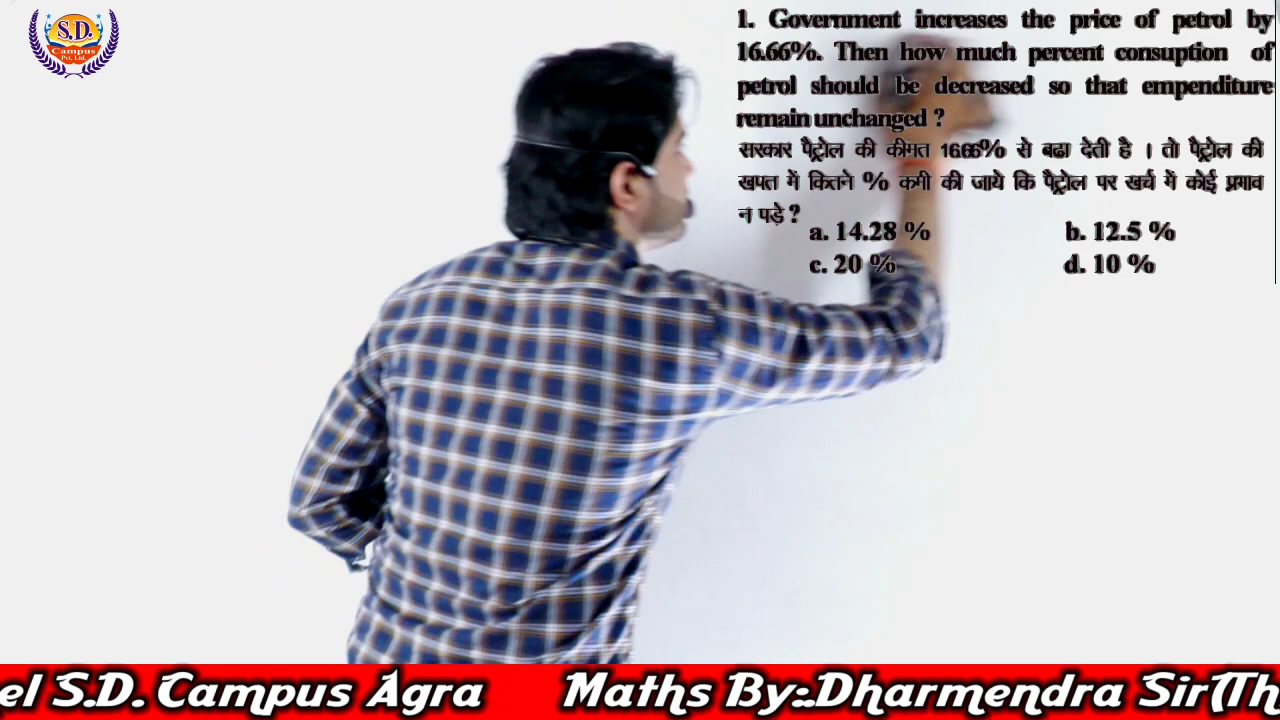 S.D.
Campus
Pvt. Ltd.
1. Government increases the price of petrol by
16.66%. Then how much percent consuption of
petrol should be decreased so that empenditure
remain unchanged ?
सरकार पैट्रोल की कीमत 16.66% से बढा देती है । तो पैट्रोल की
खपत में कितने % कमी की जाये कि पैट्रोल पर खर्च में कोई प्रभाव
न पड़े ?
a. 14.28 % b. 12.5 %
c. 20 % d. 10 %
el S.D. Campus Agra Maths By:.Dharmendra Sir(Th